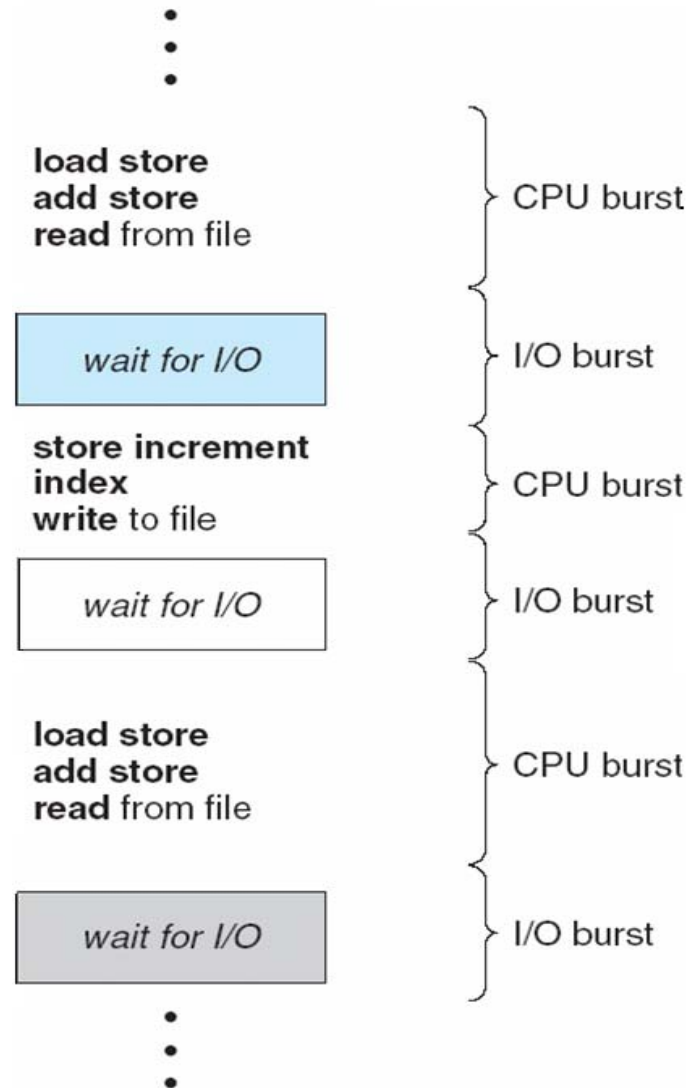 load store
add store
read from file
CPU burst
wait for I/O
I/O burst
store increment
index
write to file
CPU burst
wait for I/O
I/O burst
load store
add store
read from file
CPU burst
wait for I/O
I/O burst